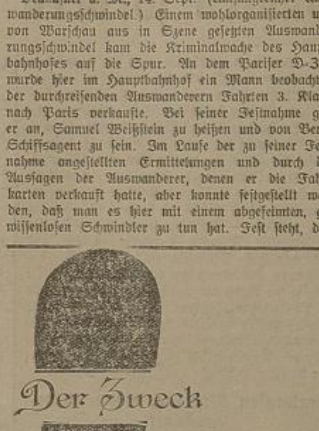 14. Sept.
wanderungsschwindel.) Einem wohlorganisierten u
von Warschau aus in Szene gesetzten Auswand
rungsschwindel kam die Kriminalwache des Hau
bahnhofes auf die Spur. An dem Pariser D-Z
wurde hier im Hauptbahnhof ein Mann beobach
der durchreisenden Auswanderern Fahrten 3. Kla
nach Paris verkaufte. Bei seiner Festnahme g
er an, Samuel Weißstein zu heißen und von Ber
Schiffsagent zu sein. Im Laufe der zu seiner Fe
nahme angestellten Ermittelungen und durch d
Aussagen der Auswanderer, denen er die Fah
karten verkauft hatte, aber konnte festgestellt w
den, daß man es hier mit einem abgefeimten, g
wissenlosen Schwindler zu tun hat. Fest steht, d
Der Zweck